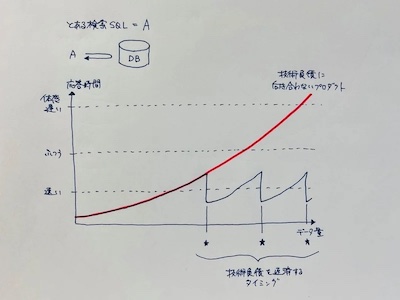 とある検索SQL = A
A
DB
応答時間
体感
遅い
ふつう
速い
技術負債に
向き合わないプロダクト
データ量
* * *
技術負債を返済する
タイミング